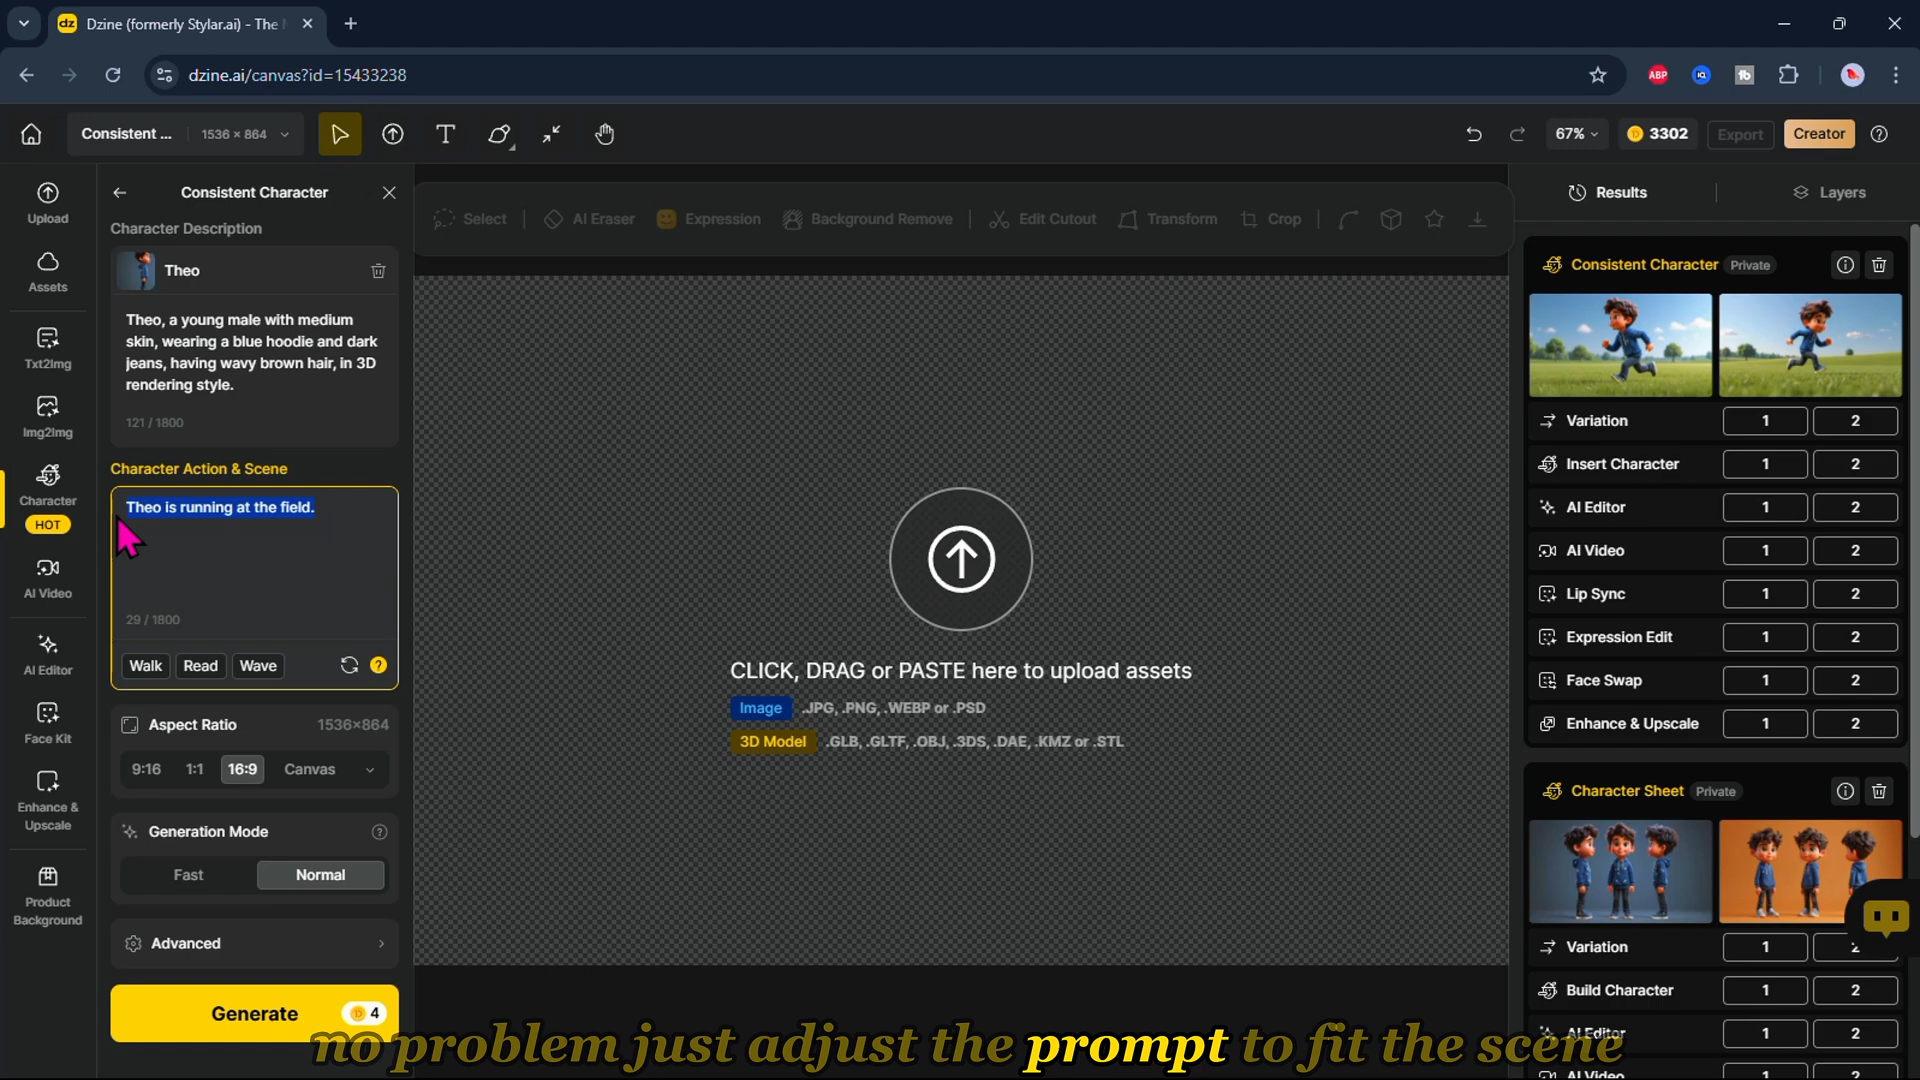 Dzine (formerly Stylar.ai) - The
dzine.ai/canvas?id=15433238
ABP
Consistent ...
1536 × 864
T
67%
3302
Export
Creator
Upload
Assets
Txt2Img
Img2Img
Character
HOT
AI Video
AI Editor
Face Kit
Enhance &
Upscale
Product
Background
Consistent Character
Character Description
Theo
Theo, a young male with medium
skin, wearing a blue hoodie and dark
jeans, having wavy brown hair, in 3D
rendering style.
121 / 1800
Character Action & Scene
Theo is running at the field.
29 / 1800
Walk
Read
Wave
Aspect Ratio
1536×864
9:16
1:1
16:9
Canvas
Generation Mode
Fast
Normal
Advanced
Generate
4
Select
AI Eraser
Expression
Background Remove
Edit Cutout
Transform
Crop
CLICK, DRAG or PASTE here to upload assets
Image .JPG, .PNG, .WEBP or .PSD
3D Model .GLB, .GLTF, .OBJ, .3DS, .DAE, .KMZ or .STL
Results
Layers
Consistent Character Private
Variation 1 2
Insert Character 1 2
AI Editor 1 2
AI Video 1 2
Lip Sync 1 2
Expression Edit 1 2
Face Swap 1 2
Enhance & Upscale 1 2
Character Sheet Private
Variation 1 2
Build Character 1 2
AI Editor 1 2
AI Video 1 2
no problem just adjust the prompt to fit the scene